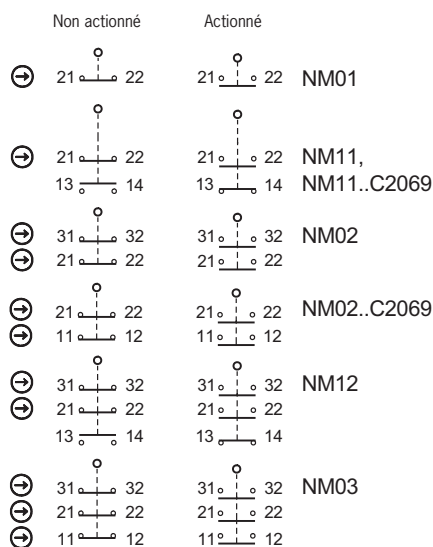 Non actionné Actionné
21 22 21 22 NM01
21 22 21 22 NM11,
13 14 13 14 NM11..C2069
31 32 31 32 NM02
21 22 21 22
21 22 21 22 NM02..C2069
11 12 11 12
31 32 31 32 NM12
21 22 21 22
13 14 13 14
31 32 31 32 NM03
21 22 21 22
11 12 11 12